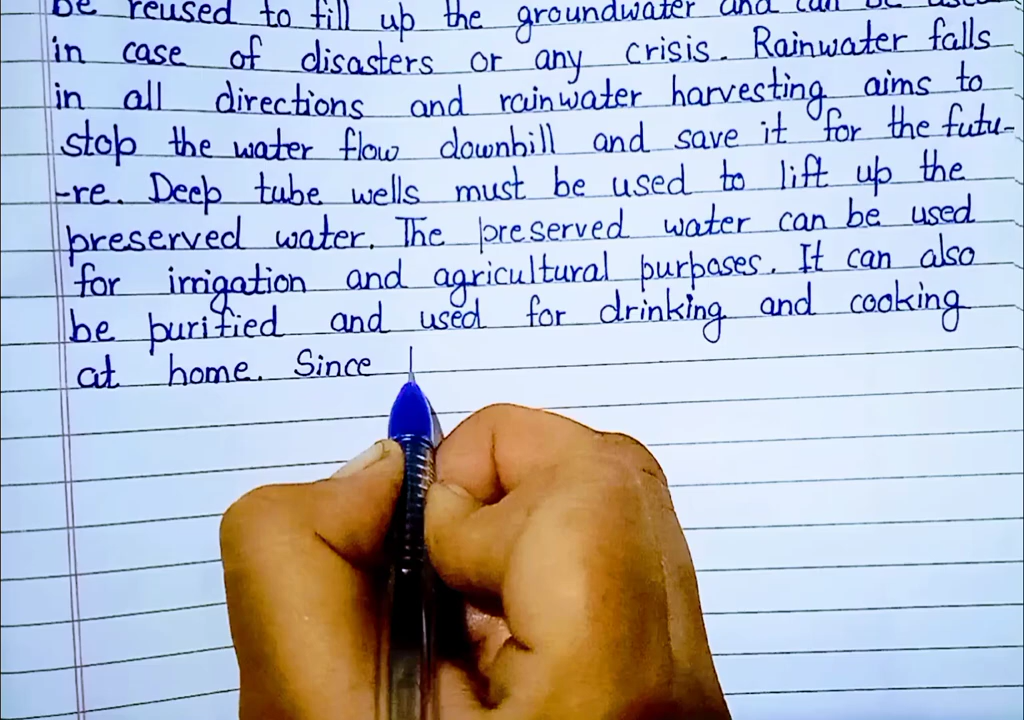 be reused to fill up the groundwater and can be used
in case of disasters or any crisis. Rainwater falls
in all directions and rainwater harvesting aims to
stop the water flow downhill and save it for the futu-
-re. Deep tube wells must be used to lift up the
preserved water. The preserved water can be used
for irrigation and agricultural purposes. It can also
be purified and used for drinking and cooking
at home. Since